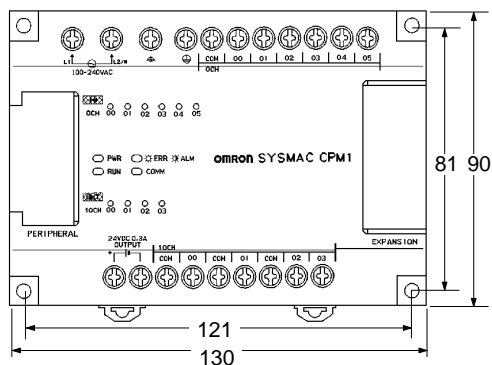 L1 L2/N
100-240VAC
COM 00 01 02 03 04 05
0CH
0CH 00 01 02 03 04 05
PWR ERR ALM
RUN COMM
OMRON SYSMAC CPM1
10CH 00 01 02 03
PERIPHERAL
24VDC 0.3A
OUTPUT
+ -
10CH
COM 00 COM 01 COM 02 03
EXPANSION
81 90
121
130